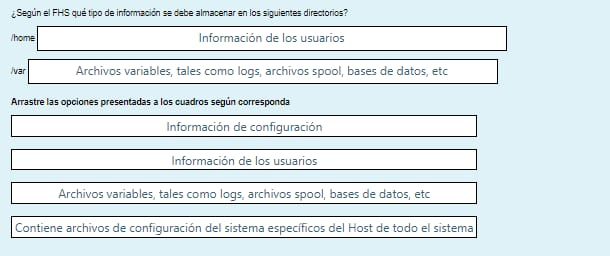 ¿Según el FHS qué tipo de información se debe almacenar en los siguientes directorios?
/home Información de los usuarios
/var Archivos variables, tales como logs, archivos spool, bases de datos, etc
Arrastre las opciones presentadas a los cuadros según corresponda
Información de configuración
Información de los usuarios
Archivos variables, tales como logs, archivos spool, bases de datos, etc
Contiene archivos de configuración del sistema específicos del Host de todo el sistema